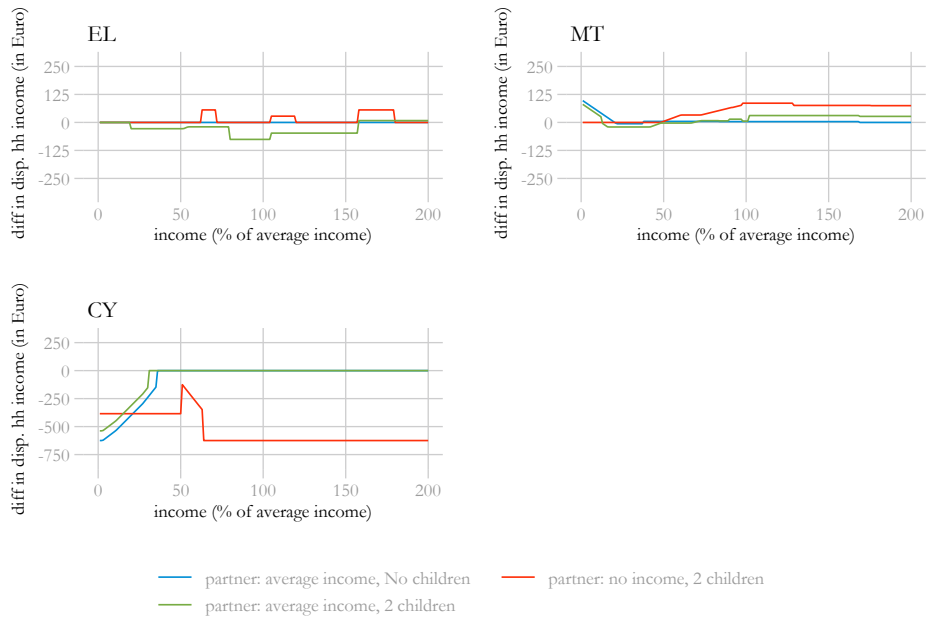 EL
diff in disp. hh income (in Euro)
250
125
0
-125
-250
0 50 100 150 200
income (% of average income)
MT
diff in disp. hh income (in Euro)
250
125
0
-125
-250
0 50 100 150 200
income (% of average income)
CY
diff in disp. hh income (in Euro)
250
0
-250
-500
-750
0 50 100 150 200
income (% of average income)
partner: average income, No children
partner: no income, 2 children
partner: average income, 2 children